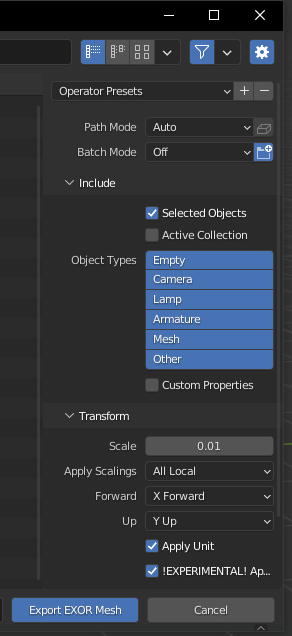 Operator Presets
Path Mode Auto
Batch Mode Off
Include
Selected Objects
Active Collection
Object Types Empty
Camera
Lamp
Armature
Mesh
Other
Custom Properties
Transform
Scale 0.01
Apply Scalings All Local
Forward X Forward
Up Y Up
Apply Unit
!EXPERIMENTAL! Ap...
Export EXOR Mesh Cancel